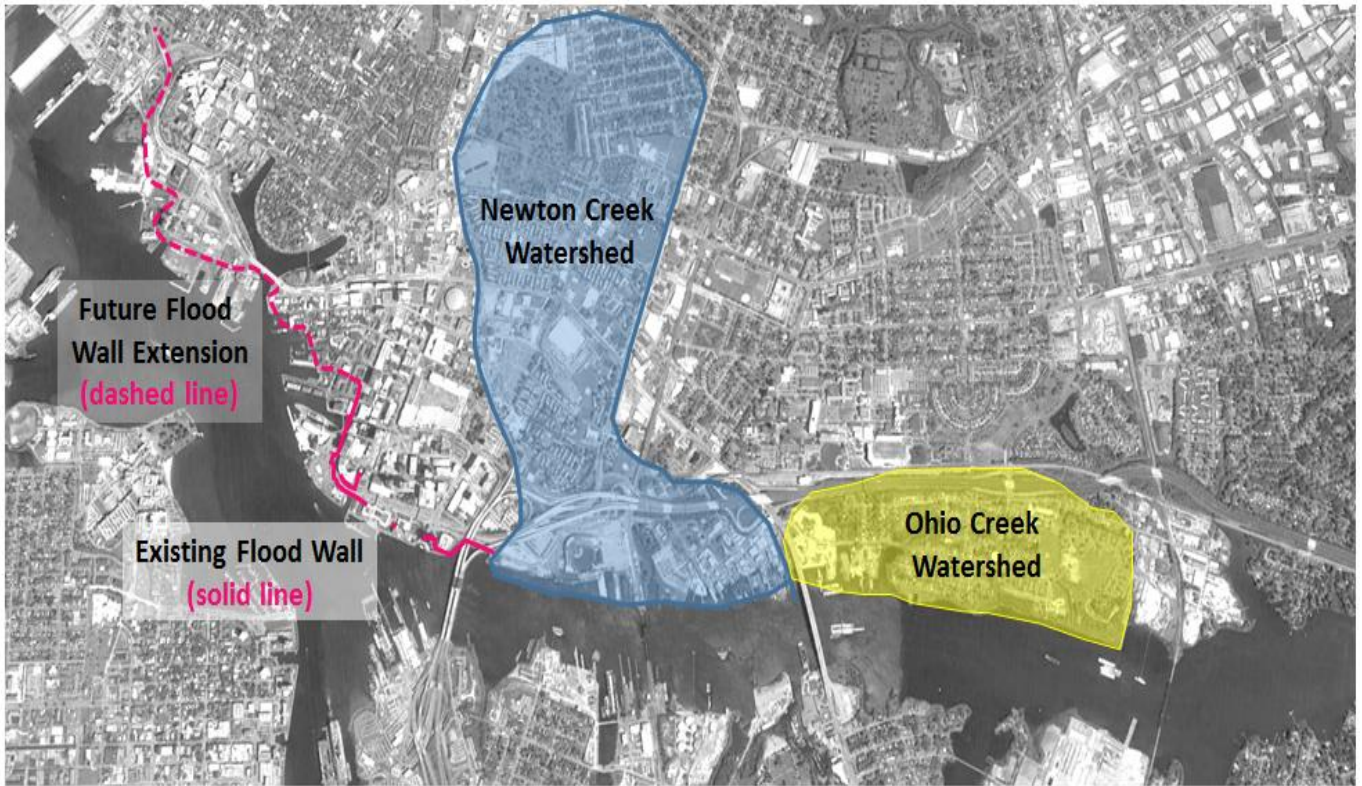 Newton Creek
Watershed
Future Flood
Wall Extension
(dashed line)
Existing Flood Wall
(solid line)
Ohio Creek
Watershed